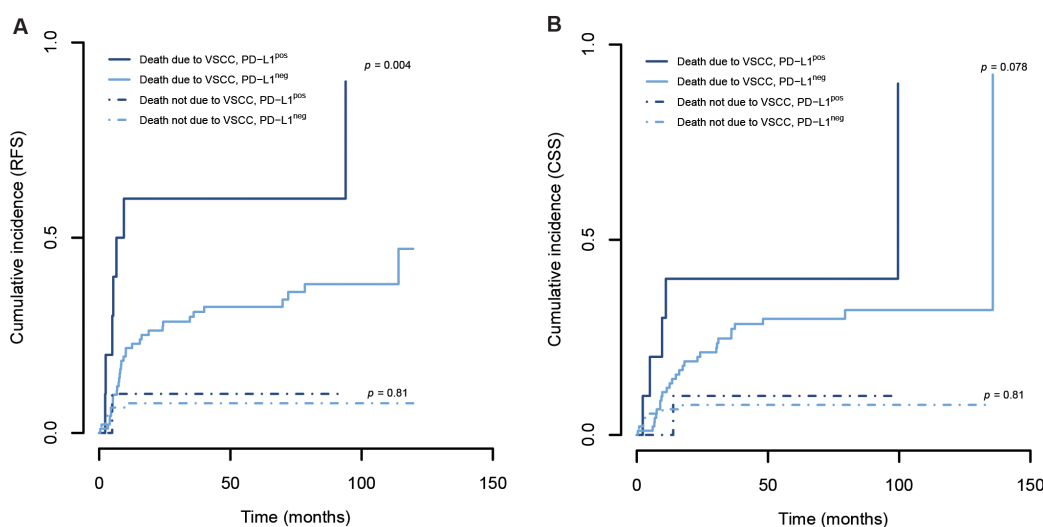 A
Cumulative incidence (RFS)
1.0
0.5
0.0
Death due to VSCC, PD−L1pos
Death due to VSCC, PD−L1neg
Death not due to VSCC, PD−L1pos
Death not due to VSCC, PD−L1neg
p = 0.004
p = 0.81
0 50 100 150
Time (months)
B
Cumulative incidence (CSS)
1.0
0.5
0.0
Death due to VSCC, PD−L1pos
Death due to VSCC, PD−L1neg
Death not due to VSCC, PD−L1pos
Death not due to VSCC, PD−L1neg
p = 0.078
p = 0.81
0 50 100 150
Time (months)